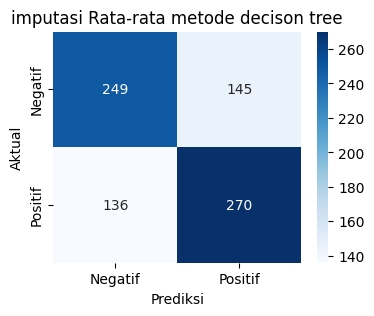 imputasi Rata-rata metode decison tree
Negatif
249
145
260
240
220
Aktual
200
180
Positif
136
270
160
140
Negatif
Positif
Prediksi